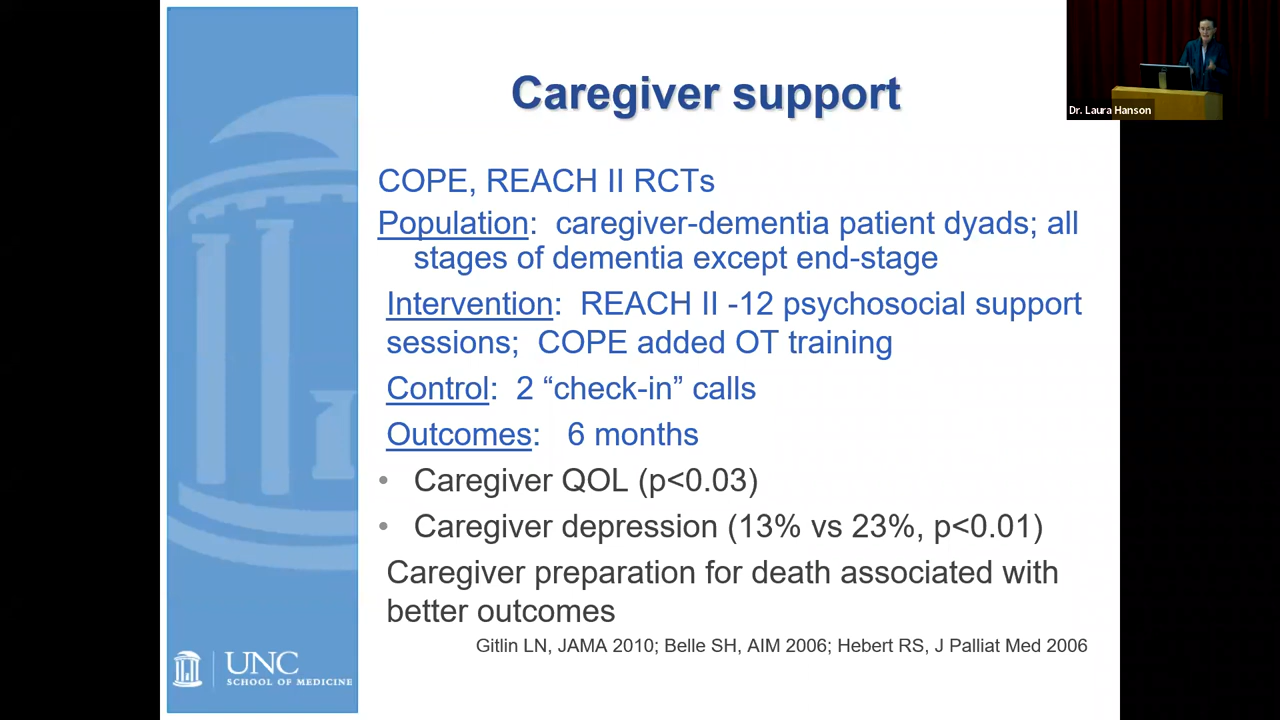 Caregiver support
Dr. Laura Hanson
COPE, REACH II RCTs
Population: caregiver-dementia patient dyads; all
stages of dementia except end-stage
Intervention: REACH II -12 psychosocial support
sessions; COPE added OT training
Control: 2 “check-in” calls
Outcomes: 6 months
• Caregiver QOL (p<0.03)
• Caregiver depression (13% vs 23%, p<0.01)
Caregiver preparation for death associated with
better outcomes
Gitlin LN, JAMA 2010; Belle SH, AIM 2006; Hebert RS, J Palliat Med 2006
UNC
SCHOOL OF MEDICINE